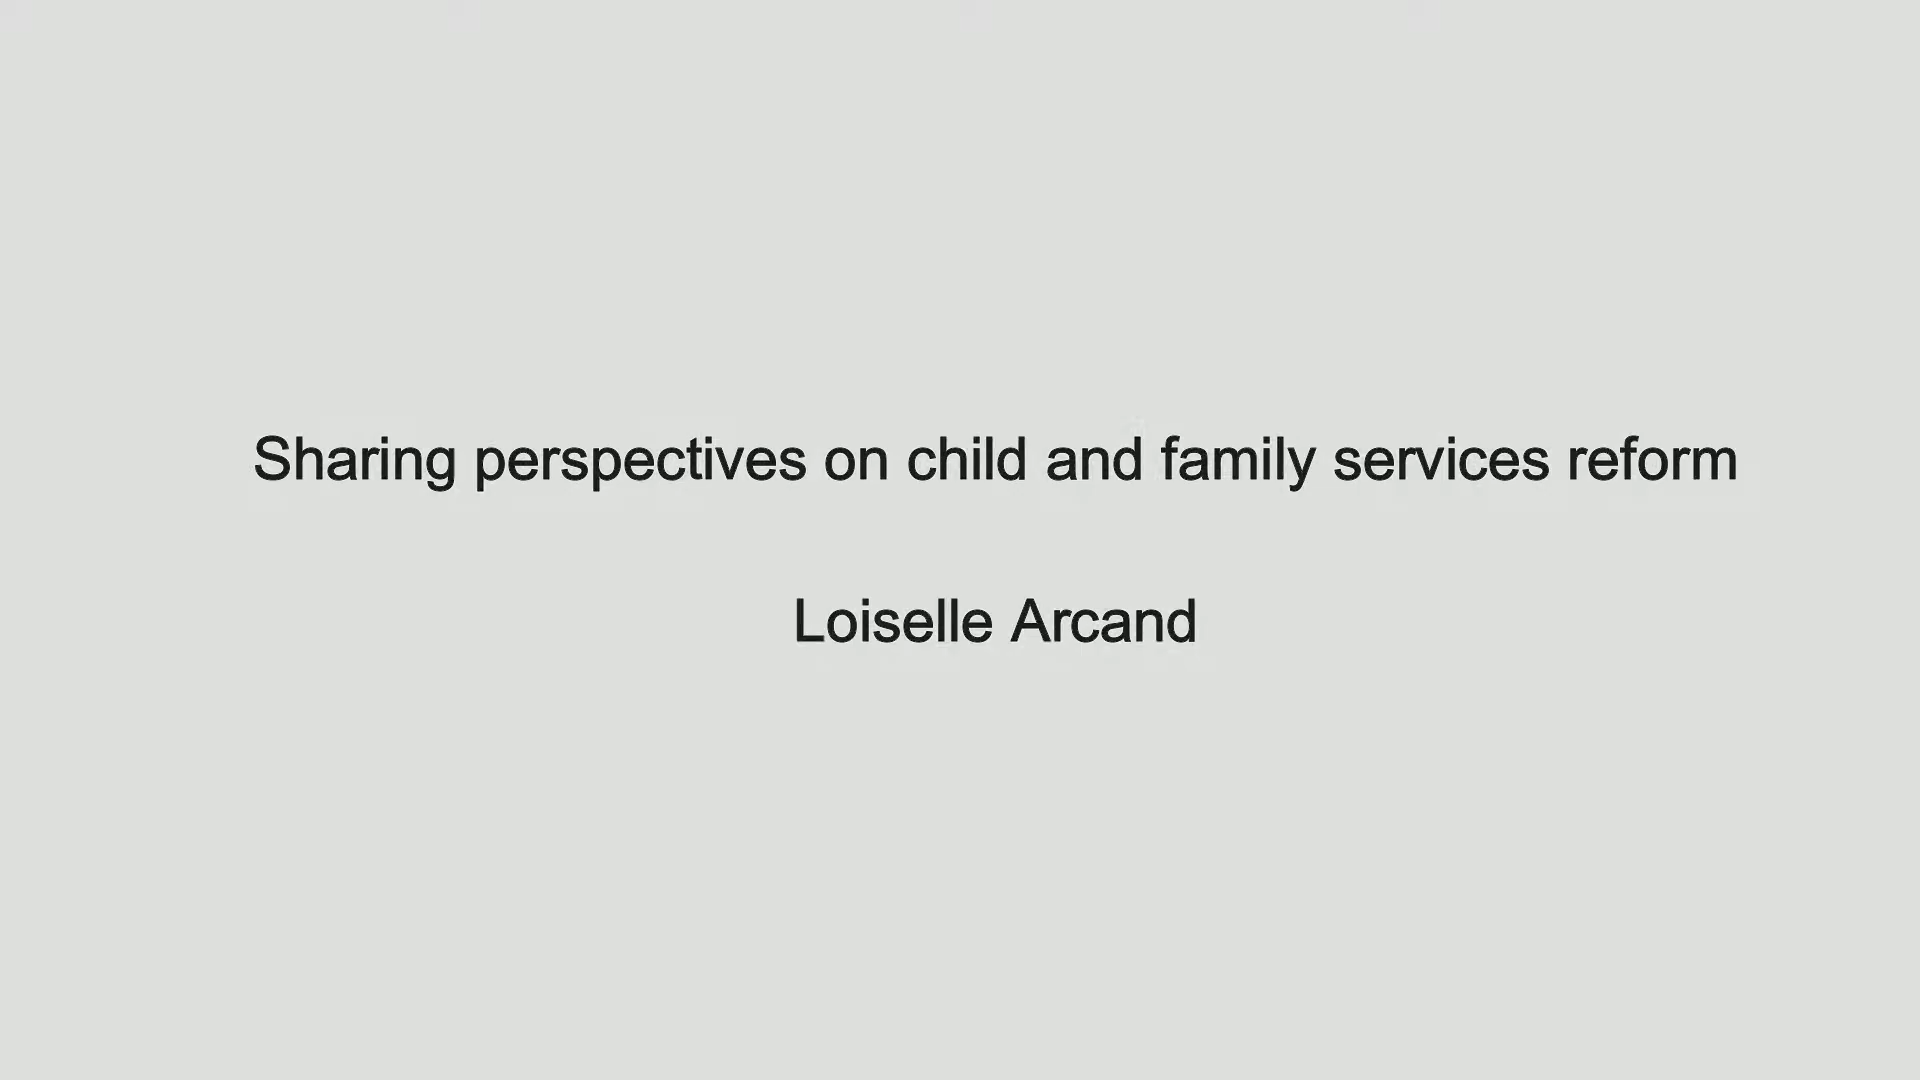 Sharing perspectives on child and family services reform
Loiselle Arcand